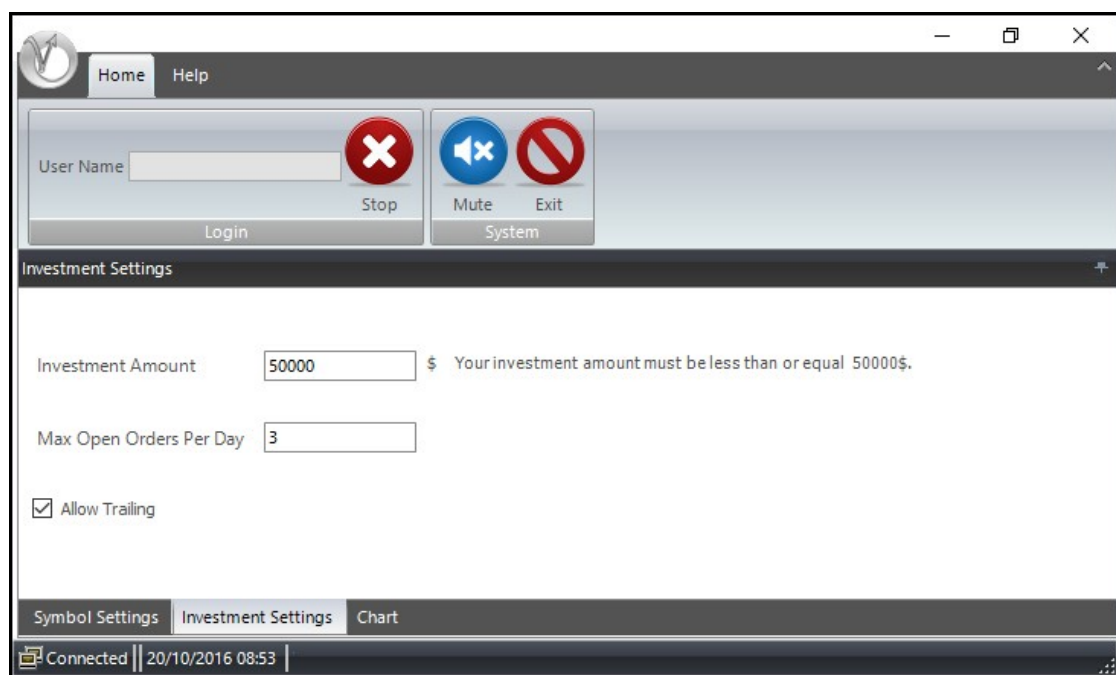 Home Help
User Name
Stop Mute Exit
Login System
Investment Settings
Investment Amount 50000 $ Your investment amount must be less than or equal 50000$.
Max Open Orders Per Day 3
Allow Trailing
Symbol Settings Investment Settings Chart
Connected 20/10/2016 08:53